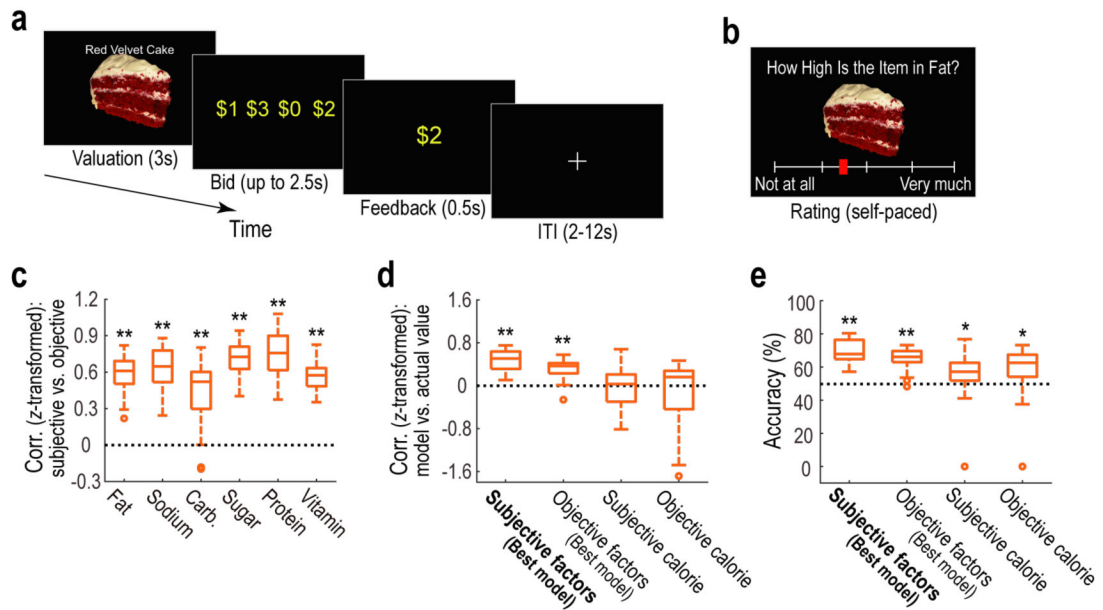 a
Red Velvet Cake
Valuation (3s)
$1 $3 $0 $2
Bid (up to 2.5s)
$2
Feedback (0.5s)
ITI (2-12s)
Time
b
How High Is the Item in Fat?
Not at all
Very much
Rating (self-paced)
c
Corr. (z-transformed):
subjective vs. objective
1.2
0.9
0.6
0.3
0
-0.3
** ** ** ** ** **
Fat
Sodium
Carb.
Sugar
Protein
Vitamin
d
Corr. (z-transformed):
model vs. actual value
1.6
0.8
0
-0.8
-1.6
** **
Subjective factors
(Best model)
Objective factors
(Best model)
Subjective calorie
Objective calorie
e
Accuracy (%)
100
80
60
40
20
0
** ** * *
Subjective factors
(Best model)
Objective factors
(Best model)
Subjective calorie
Objective calorie